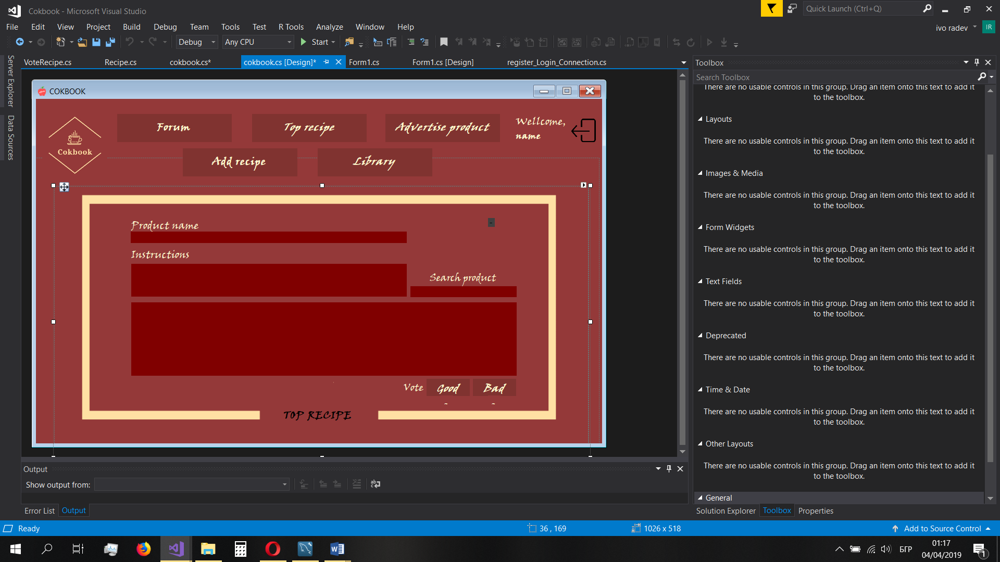 Cokbook - Microsoft Visual Studio
Quick Launch (Ctrl+Q)
File Edit View Project Build Debug Team Tools Test R Tools Analyze Window Help
ivo radev
IR
Debug
Any CPU
Start
Server Explorer
Data Sources
VoteRecipe.cs
Recipe.cs
cokbook.cs*
cokbook.cs [Design]*
Form1.cs
Form1.cs [Design]
register_Login_Connection.cs
COKBOOK
Cokbook
Forum
Top recipe
Advertise product
Wellcome,
name
Add recipe
Library
Product name
-
Instructions
Search product
Vote
Good
Bad
TOP RECIPE
Toolbox
Search Toolbox
There are no usable controls in this group. Drag an item onto this text to add it
to the toolbox.
Layouts
There are no usable controls in this group. Drag an item onto this text to add it
to the toolbox.
Images & Media
There are no usable controls in this group. Drag an item onto this text to add it
to the toolbox.
Form Widgets
There are no usable controls in this group. Drag an item onto this text to add it
to the toolbox.
Text Fields
There are no usable controls in this group. Drag an item onto this text to add it
to the toolbox.
Deprecated
There are no usable controls in this group. Drag an item onto this text to add it
to the toolbox.
Time & Date
There are no usable controls in this group. Drag an item onto this text to add it
to the toolbox.
Other Layouts
There are no usable controls in this group. Drag an item onto this text to add it
to the toolbox.
General
Output
Show output from:
Error List
Output
Solution Explorer
Toolbox
Properties
Ready
36 , 169
1026 x 518
Add to Source Control
БГР
01:17
04/04/2019
1